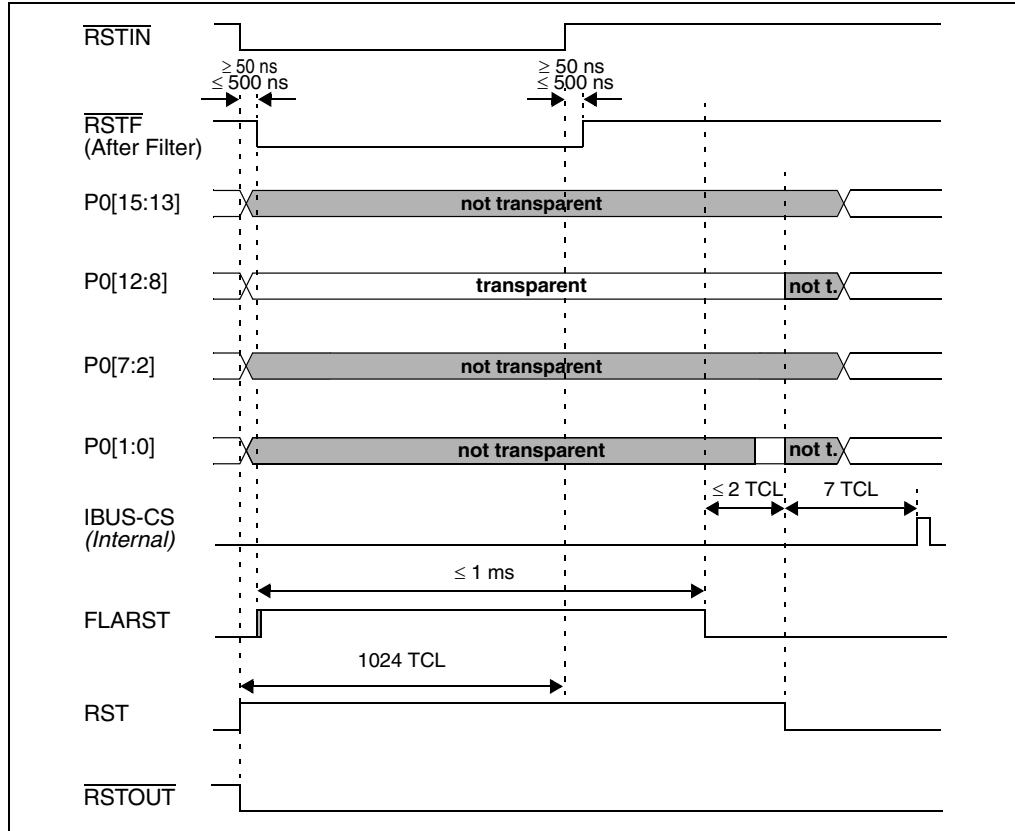 RSTIN
≥ 50 ns
≤ 500 ns
≥ 50 ns
≤ 500 ns
RSTF
(After Filter)
P0[15:13]
not transparent
P0[12:8]
transparent
not t.
P0[7:2]
not transparent
P0[1:0]
not transparent
not t.
≤ 2 TCL
7 TCL
IBUS-CS
(Internal)
≤ 1 ms
FLARST
1024 TCL
RST
RSTOUT